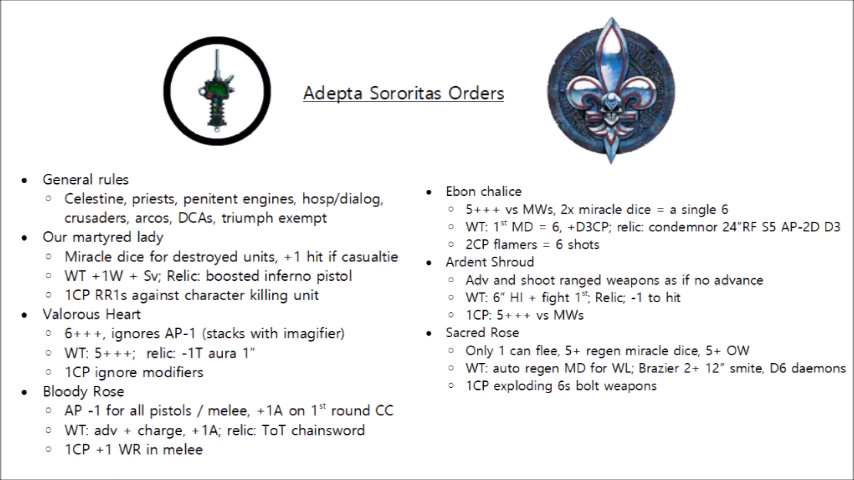 Adepta Sororitas Orders
• General rules
○ Celestine, priests, penitent engines, hosp/dialog,
crusaders, arcos, DCAs, triumph exempt
• Our martyred lady
○ Miracle dice for destroyed units, +1 hit if casualtie
○ WT +1W + Sv; Relic: boosted inferno pistol
○ 1CP RR1s against character killing unit
• Valorous Heart
○ 6+++, ignores AP-1 (stacks with imagifier)
○ WT: 5+++; relic: -1T aura 1"
○ 1CP ignore modifiers
• Bloody Rose
○ AP -1 for all pistols / melee, +1A on 1st round CC
○ WT: adv + charge, +1A; relic: ToT chainsword
○ 1CP +1 WR in melee
• Ebon chalice
○ 5+++ vs MWs, 2x miracle dice = a single 6
○ WT: 1st MD = 6, +D3CP; relic: condemnor 24"RF S5 AP-2D D3
○ 2CP flamers = 6 shots
• Ardent Shroud
○ Adv and shoot ranged weapons as if no advance
○ WT: 6" HI + fight 1st; Relic; -1 to hit
○ 1CP: 5+++ vs MWs
• Sacred Rose
○ Only 1 can flee, 5+ regen miracle dice, 5+ OW
○ WT: auto regen MD for WL; Brazier 2+ 12" smite, D6 daemons
○ 1CP exploding 6s bolt weapons